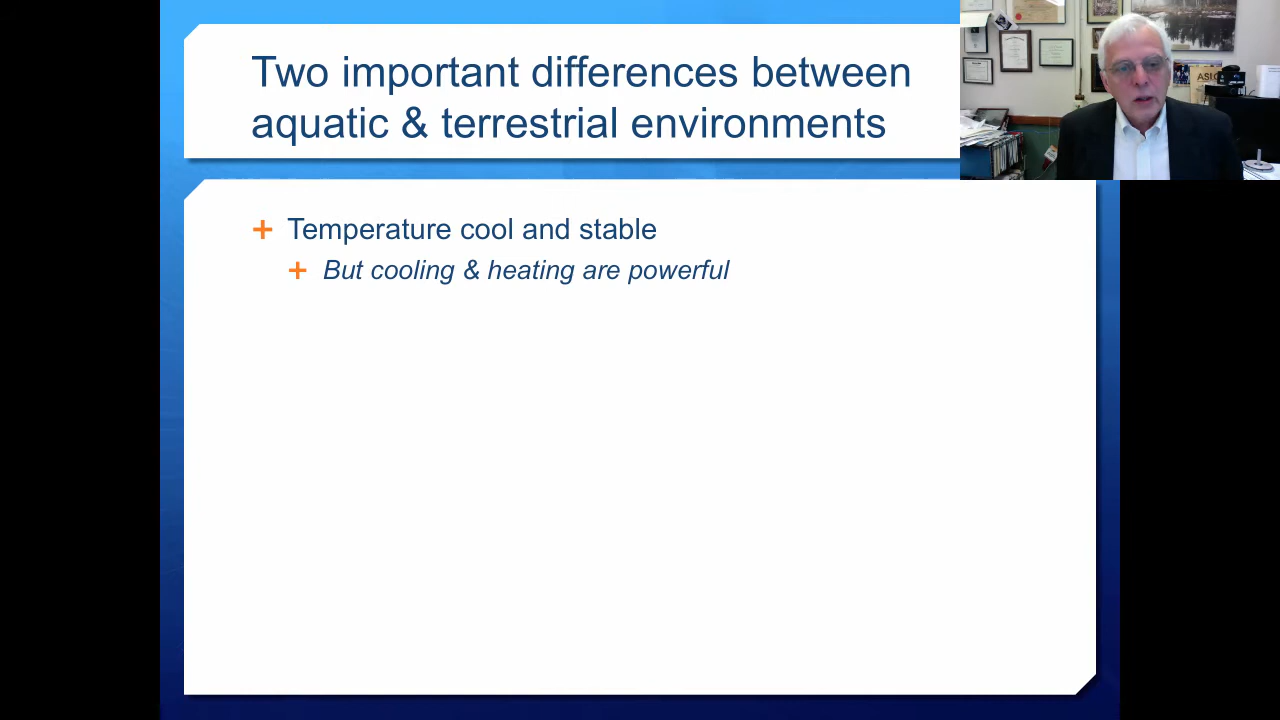 Two important differences between
aquatic & terrestrial environments
Temperature cool and stable
But cooling & heating are powerful